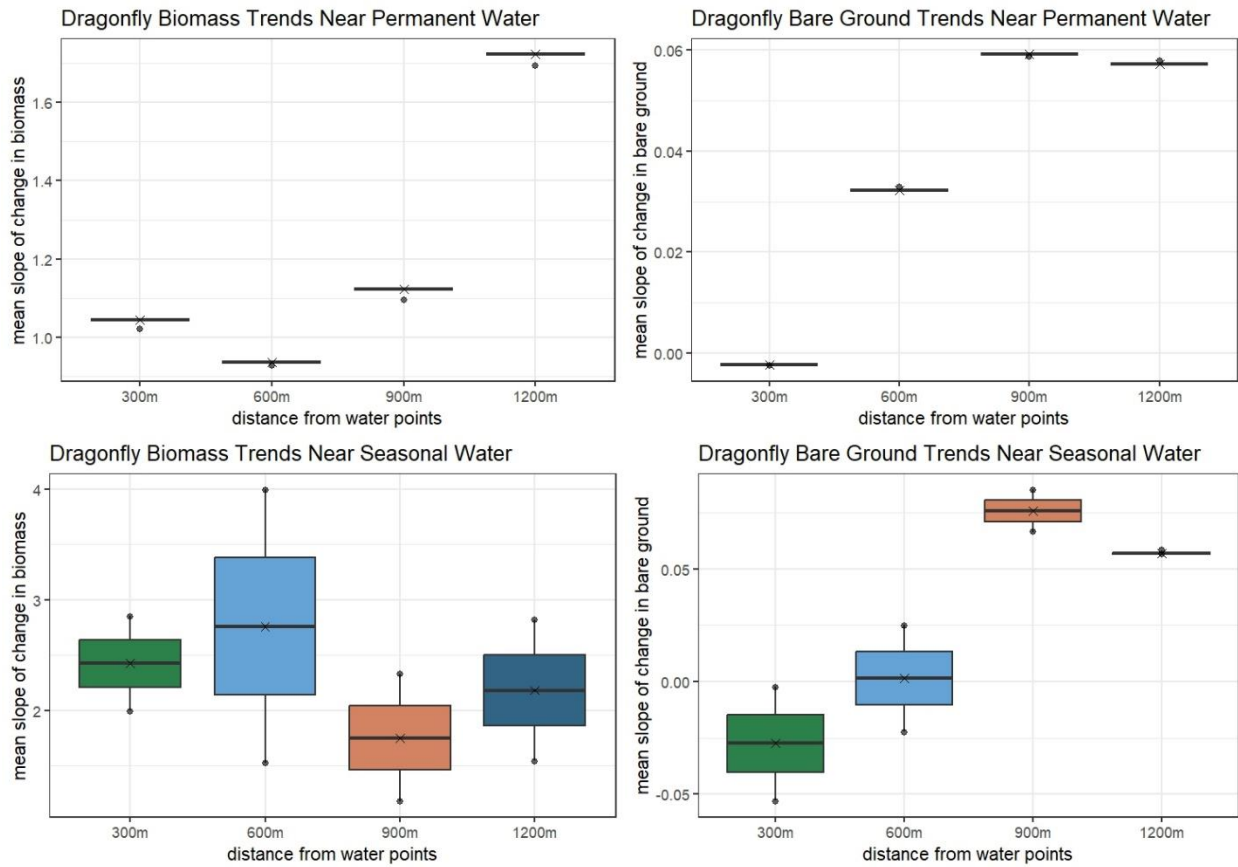 Dragonfly Biomass Trends Near Permanent Water
mean slope of change in biomass
1.6
1.4
1.2
1.0
300m 600m 900m 1200m
distance from water points
Dragonfly Bare Ground Trends Near Permanent Water
mean slope of change in bare ground
0.06
0.04
0.02
0.00
300m 600m 900m 1200m
distance from water points
Dragonfly Biomass Trends Near Seasonal Water
mean slope of change in biomass
4
3
2
300m 600m 900m 1200m
distance from water points
Dragonfly Bare Ground Trends Near Seasonal Water
mean slope of change in bare ground
0.05
0.00
-0.05
300m 600m 900m 1200m
distance from water points